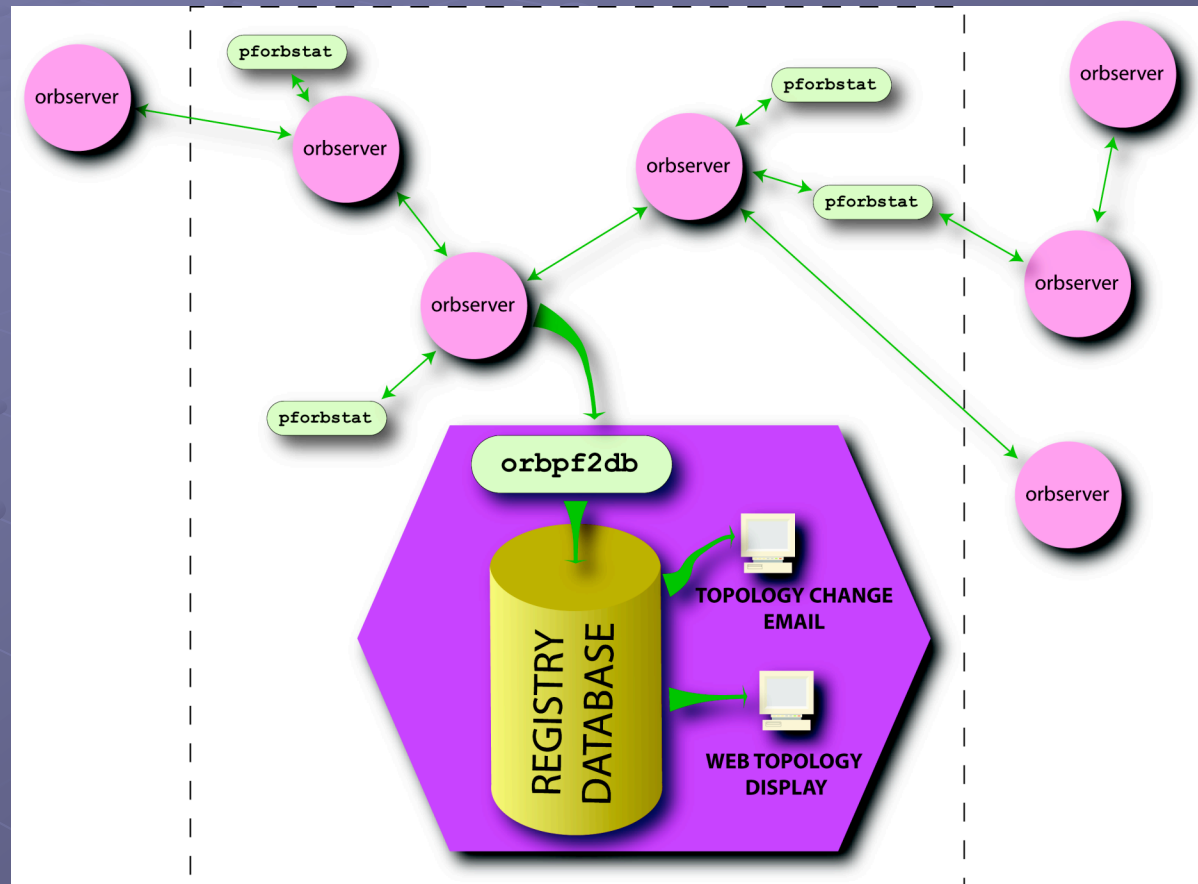 pforbstat
orbserver
orbserver
pforbstat
orbserver
orbserver
pforbstat
orbserver
orbserver
pforbstat
orbpf2db
orbserver
REGISTRY
DATABASE
TOPOLOGY CHANGE
EMAIL
WEB TOPOLOGY
DISPLAY